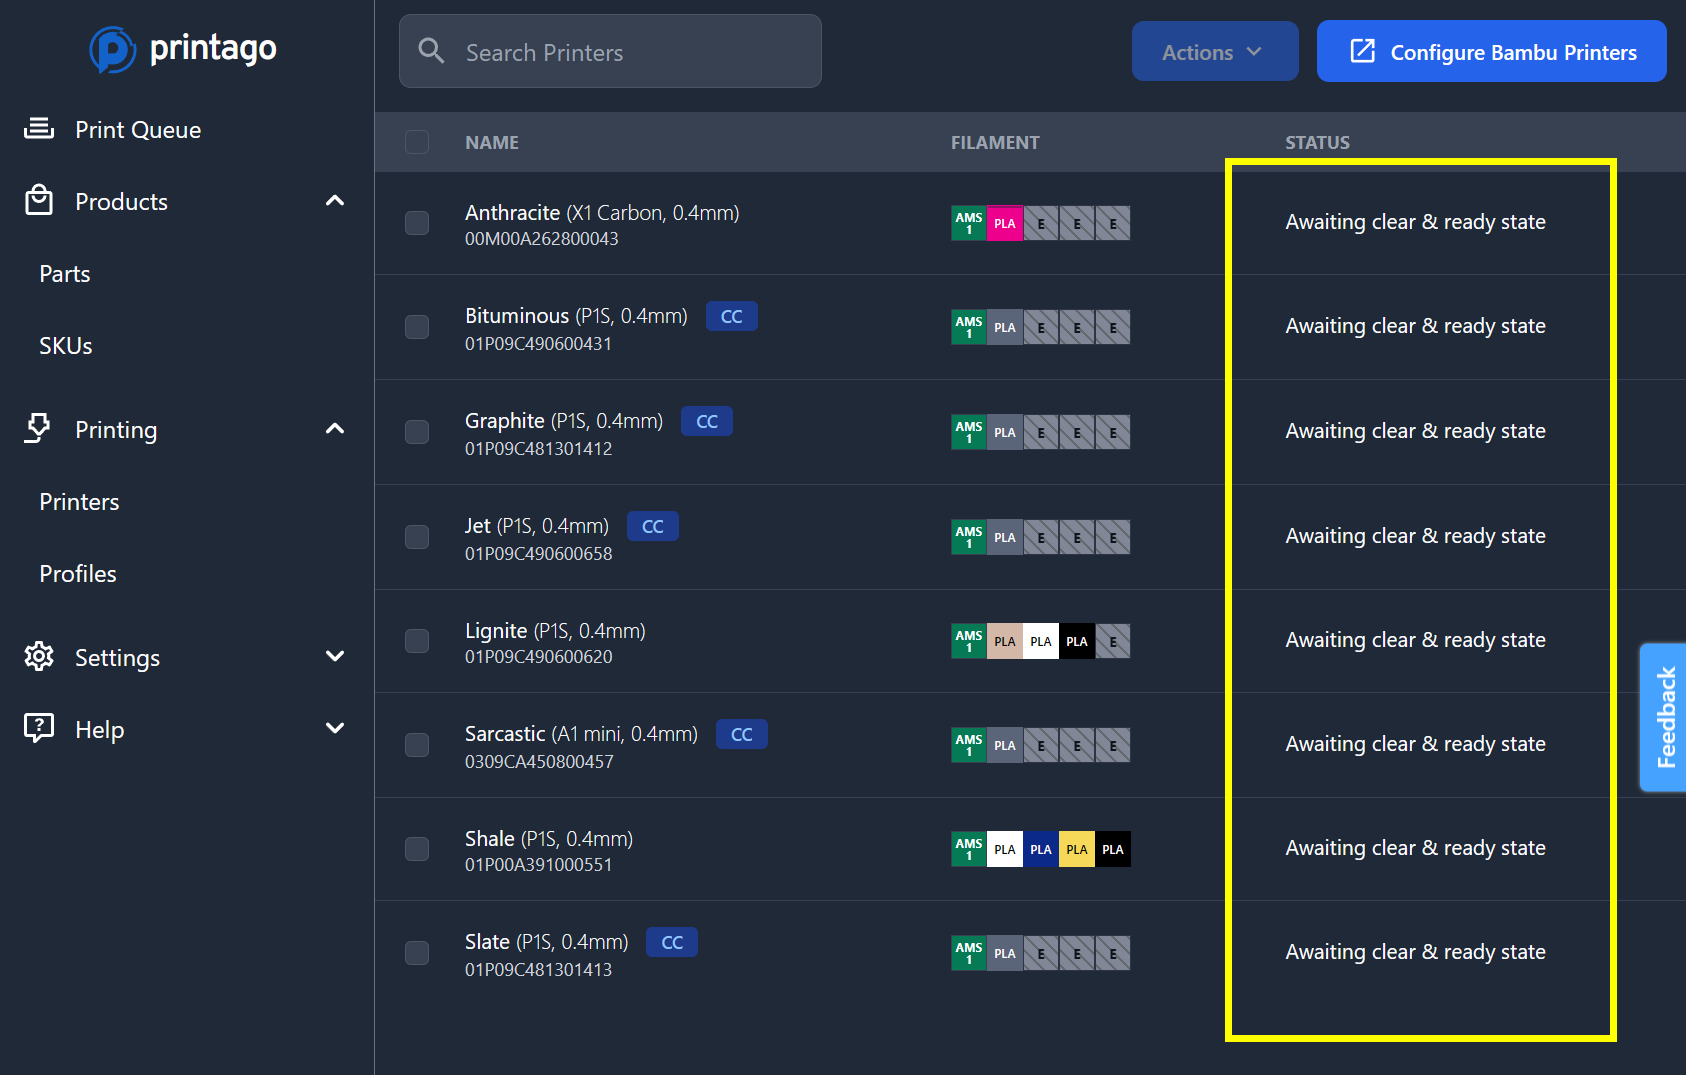 printago
Search Printers
Actions
Configure Bambu Printers
Print Queue
Products
Parts
SKUs
Printing
Printers
Profiles
Settings
Help
NAME FILAMENT STATUS
Anthracite (X1 Carbon, 0.4mm)
00M00A262800043
AMS 1 PLA E E E
Awaiting clear & ready state
Bituminous (P1S, 0.4mm) CC
01P09C490600431
AMS 1 PLA E E E
Awaiting clear & ready state
Graphite (P1S, 0.4mm) CC
01P09C481301412
AMS 1 PLA E E E
Awaiting clear & ready state
Jet (P1S, 0.4mm) CC
01P09C490600658
AMS 1 PLA E E E
Awaiting clear & ready state
Lignite (P1S, 0.4mm)
01P09C490600620
AMS 1 PLA PLA PLA E
Awaiting clear & ready state
Sarcastic (A1 mini, 0.4mm) CC
0309CA450800457
AMS 1 PLA E E E
Awaiting clear & ready state
Shale (P1S, 0.4mm)
01P00A391000551
AMS 1 PLA PLA PLA PLA
Awaiting clear & ready state
Slate (P1S, 0.4mm) CC
01P09C481301413
AMS 1 PLA E E E
Awaiting clear & ready state
Feedback